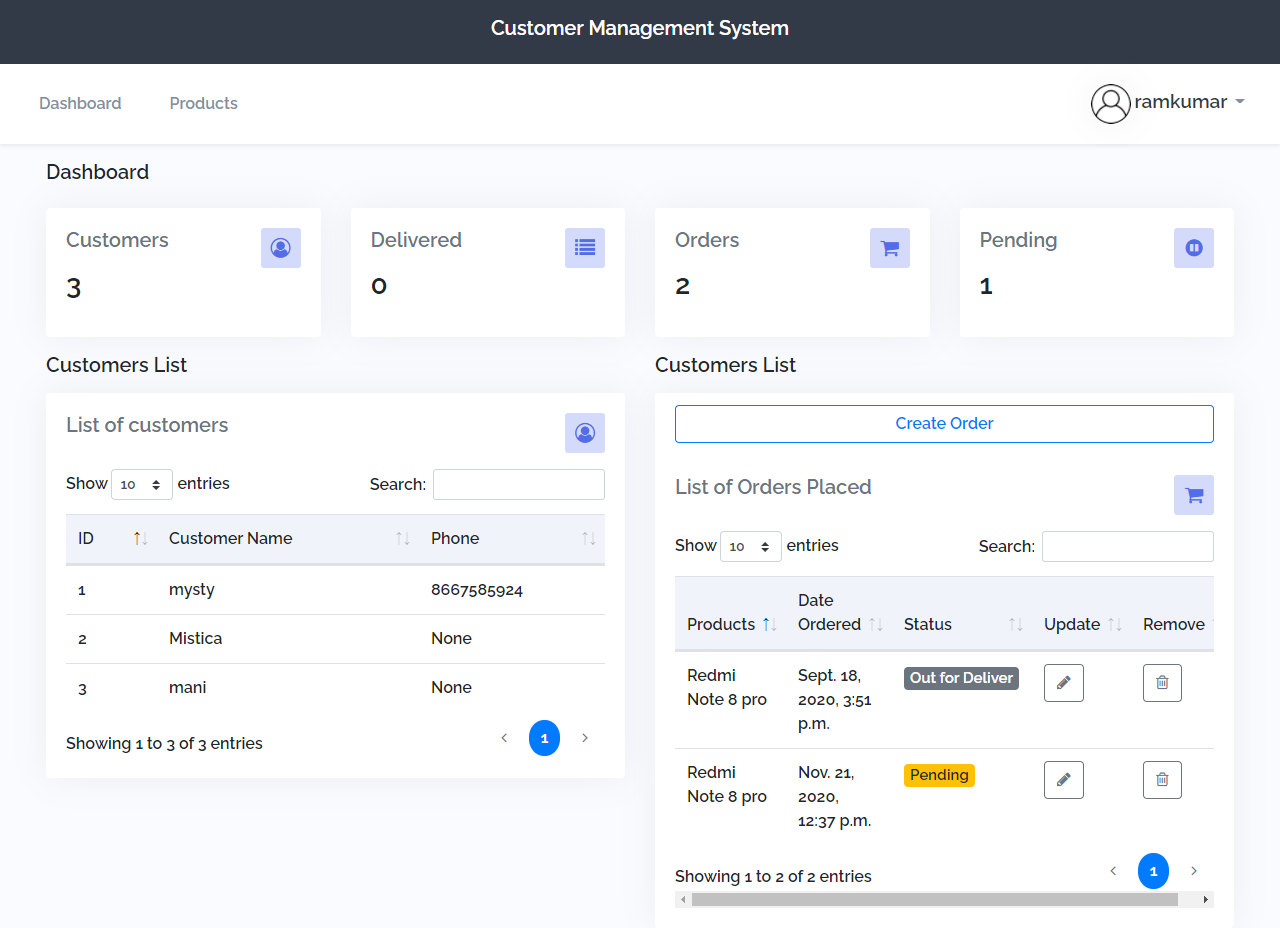 Customer Management System
Dashboard Products ramkumar
Dashboard
Customers
3
Delivered
0
Orders
2
Pending
1
Customers List
List of customers
Show 10 entries Search:
ID Customer Name Phone
1 mysty 8667585924
2 Mistica None
3 mani None
Showing 1 to 3 of 3 entries
1
Customers List
Create Order
List of Orders Placed
Show 10 entries Search:
Products Date Ordered Status Update Remove
Redmi Note 8 pro Sept. 18, 2020, 3:51 p.m. Out for Deliver
Redmi Note 8 pro Nov. 21, 2020, 12:37 p.m. Pending
Showing 1 to 2 of 2 entries
1